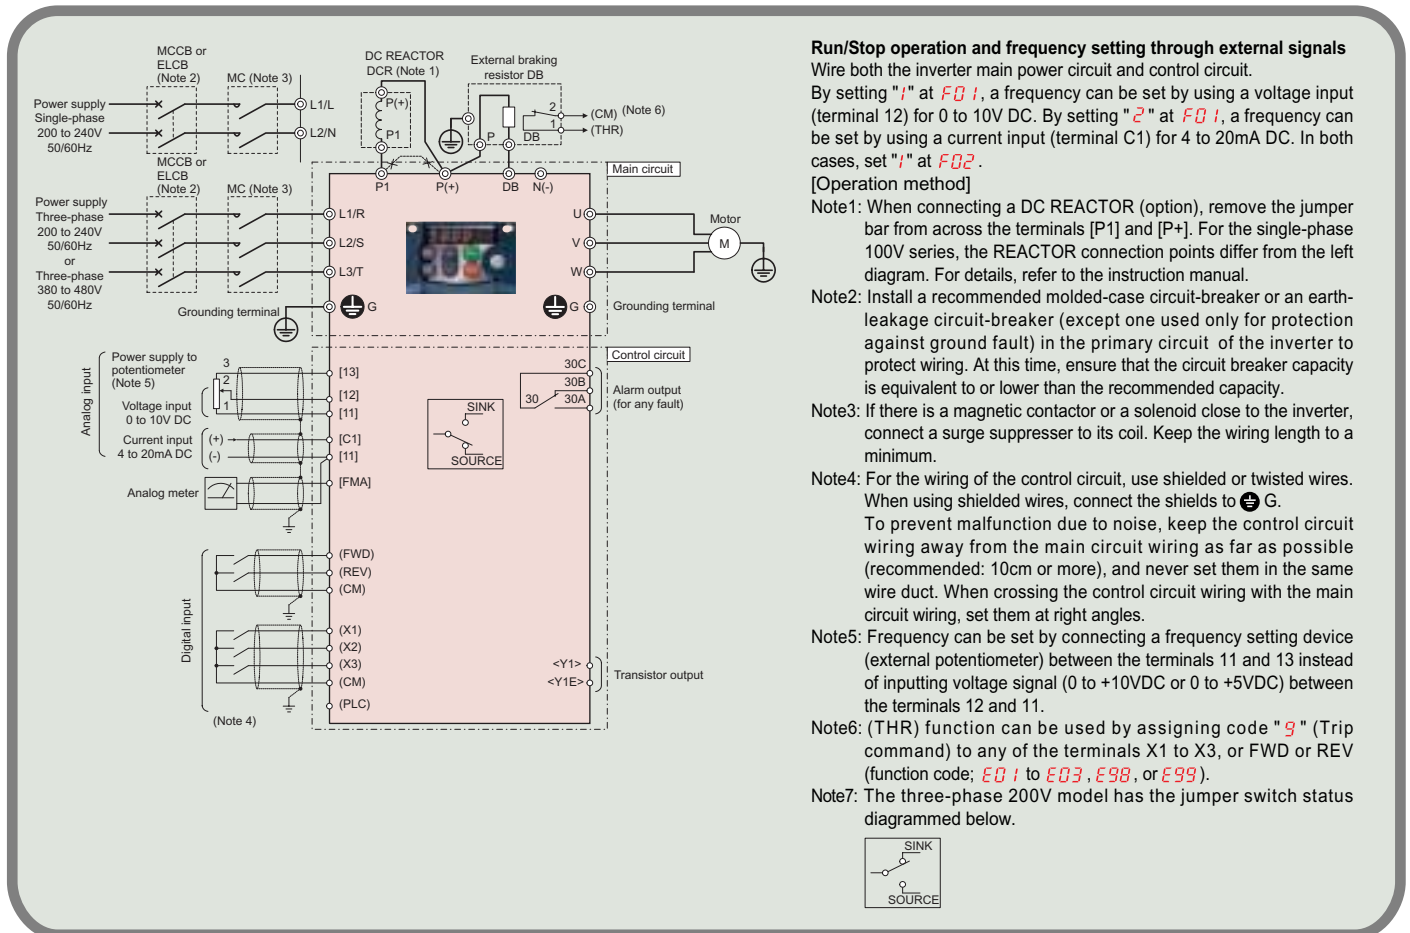 MCCB or
ELCB
(Note 2)
MC (Note 3)
Power supply
Single-phase
200 to 240V
50/60Hz
L1/L
L2/N
DC REACTOR
DCR (Note 1)
P(+)
P1
External braking
resistor DB
P
DB
2
1
(CM) (Note 6)
(THR)
MCCB or
ELCB
(Note 2)
MC (Note 3)
Power supply
Three-phase
200 to 240V
50/60Hz
or
Three-phase
380 to 480V
50/60Hz
Main circuit
P1
P(+)
DB
N(-)
L1/R
L2/S
L3/T
G
Grounding terminal
U
V
W
G
Motor
M
Grounding terminal
Control circuit
Analog input
Power supply to
potentiometer
(Note 5)
3
2
1
Voltage input
0 to 10V DC
Current input
4 to 20mA DC
(+)
(-)
Analog meter
[13]
[12]
[11]
[C1]
[11]
[FMA]
SINK
SOURCE
30C
30B
30
30A
Alarm output
(for any fault)
Digital input
(FWD)
(REV)
(CM)
(X1)
(X2)
(X3)
(CM)
(PLC)
(Note 4)
<Y1>
<Y1E>
Transistor output
Run/Stop operation and frequency setting through external signals
Wire both the inverter main power circuit and control circuit.
By setting "1" at F01, a frequency can be set by using a voltage input
(terminal 12) for 0 to 10V DC. By setting "2" at F01, a frequency can
be set by using a current input (terminal C1) for 4 to 20mA DC. In both
cases, set "1" at F02.
[Operation method]
Note1: When connecting a DC REACTOR (option), remove the jumper
bar from across the terminals [P1] and [P+]. For the single-phase
100V series, the REACTOR connection points differ from the left
diagram. For details, refer to the instruction manual.
Note2: Install a recommended molded-case circuit-breaker or an earth-
leakage circuit-breaker (except one used only for protection
against ground fault) in the primary circuit of the inverter to
protect wiring. At this time, ensure that the circuit breaker capacity
is equivalent to or lower than the recommended capacity.
Note3: If there is a magnetic contactor or a solenoid close to the inverter,
connect a surge suppresser to its coil. Keep the wiring length to a
minimum.
Note4: For the wiring of the control circuit, use shielded or twisted wires.
When using shielded wires, connect the shields to G.
To prevent malfunction due to noise, keep the control circuit
wiring away from the main circuit wiring as far as possible
(recommended: 10cm or more), and never set them in the same
wire duct. When crossing the control circuit wiring with the main
circuit wiring, set them at right angles.
Note5: Frequency can be set by connecting a frequency setting device
(external potentiometer) between the terminals 11 and 13 instead
of inputting voltage signal (0 to +10VDC or 0 to +5VDC) between
the terminals 12 and 11.
Note6: (THR) function can be used by assigning code "9" (Trip
command) to any of the terminals X1 to X3, or FWD or REV
(function code; E01 to E03, E98, or E99).
Note7: The three-phase 200V model has the jumper switch status
diagrammed below.
SINK
SOURCE